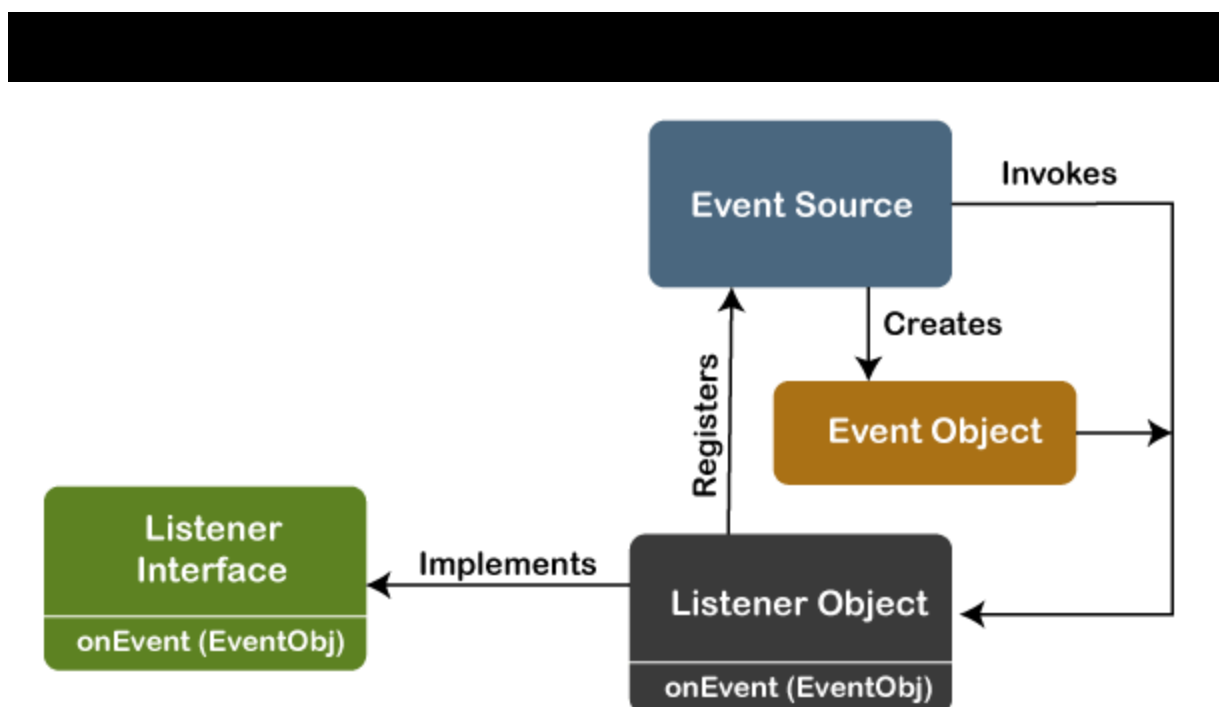 Invokes
Event Source
Creates
Registers
Event Object
Listener
Interface
onEvent (EventObj)
Implements
Listener Object
onEvent (EventObj)